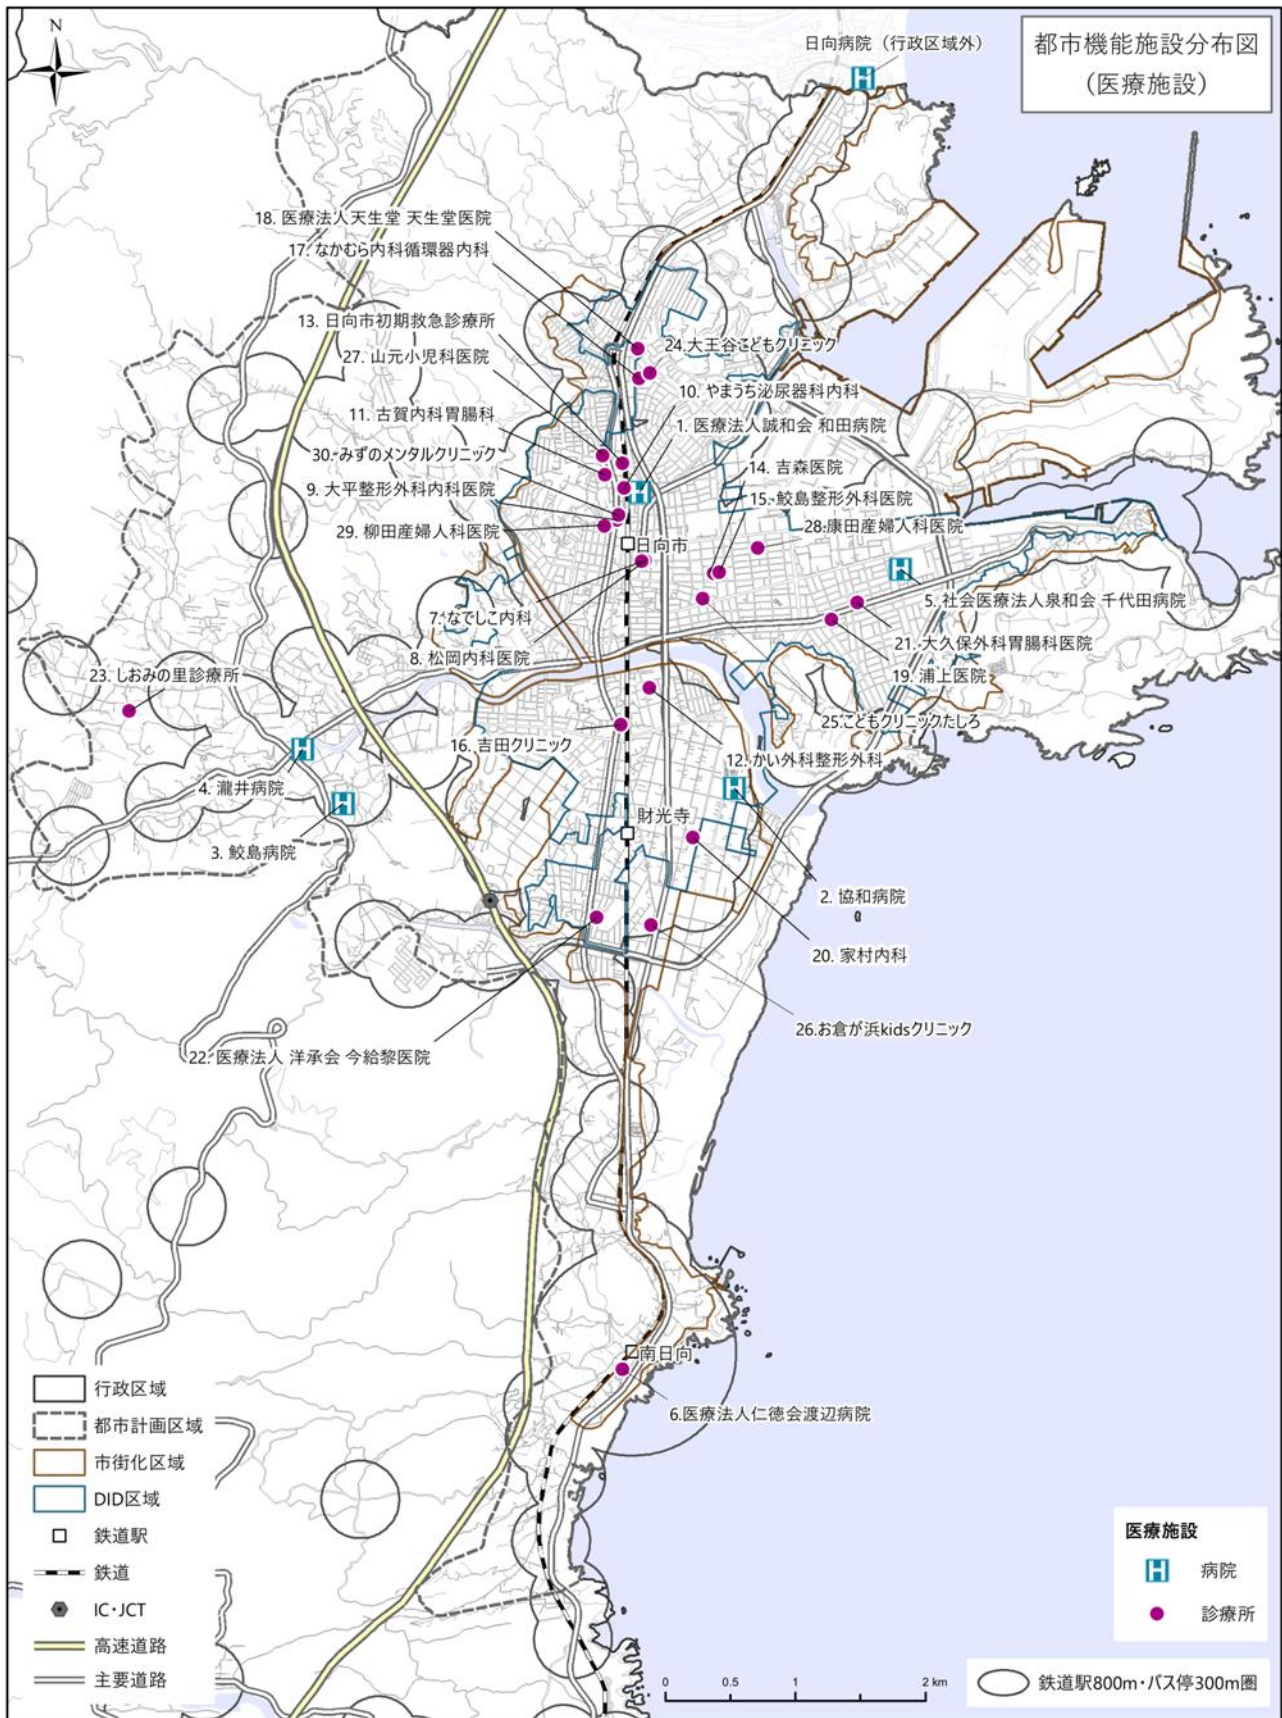 N
都市機能施設分布図
（医療施設）
日向病院（行政区域外）
18. 医療法人天生堂 天生堂医院
17. なかむら内科循環器内科
13. 日向市初期救急診療所
24.大王谷こどもクリニック
27. 山元小児科医院
10. やまうち泌尿器科内科
11. 古賀内科胃腸科
1. 医療法人誠和会 和田病院
30. みずのメンタルクリニック
14. 吉森医院
9. 大平整形外科内科医院
15. 鮫島整形外科医院
29. 柳田産婦人科医院
28.康田産婦人科医院
日向市
5. 社会医療法人泉和会 千代田病院
7. なでしこ内科
21. 大久保外科胃腸科医院
8. 松岡内科医院
19. 浦上医院
23. しおみの里診療所
25.こどもクリニックたしろ
16. 吉田クリニック
12. かい外科整形外科
4. 瀧井病院
財光寺
3. 鮫島病院
2. 協和病院
20. 家村内科
26.お倉が浜kidsクリニック
22. 医療法人 洋承会 今給黎医院
南日向
6.医療法人仁徳会渡辺病院
行政区域
都市計画区域
市街化区域
DID区域
鉄道駅
鉄道
IC・JCT
高速道路
主要道路
医療施設
病院
診療所
0 0.5 1 2 km
鉄道駅800m・バス停300m圏